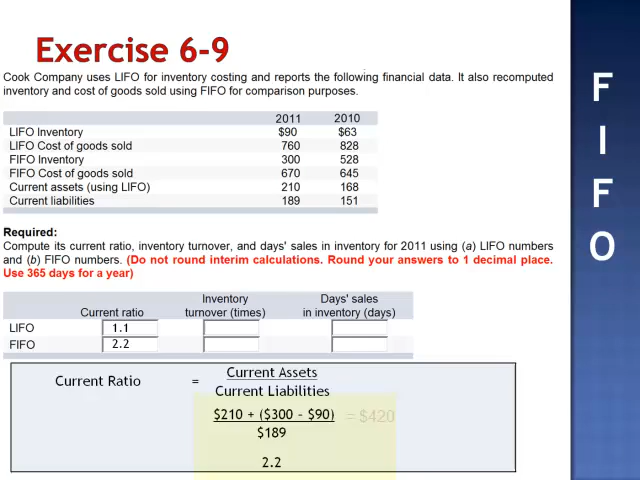 Exercise 6-9
Cook Company uses LIFO for inventory costing and reports the following financial data. It also recomputed
inventory and cost of goods sold using FIFO for comparison purposes.
2011 2010
LIFO Inventory $90 $63
LIFO Cost of goods sold 760 828
FIFO Inventory 300 528
FIFO Cost of goods sold 670 645
Current assets (using LIFO) 210 168
Current liabilities 189 151
Required:
Compute its current ratio, inventory turnover, and days' sales in inventory for 2011 using (a) LIFO numbers
and (b) FIFO numbers. (Do not round interim calculations. Round your answers to 1 decimal place.
Use 365 days for a year)
Inventory Days' sales
Current ratio turnover (times) in inventory (days)
LIFO 1.1
FIFO 2.2
Current Ratio = Current Assets
Current Liabilities
$210 + ($300 - $90) = $420
$189
2.2
F
I
F
O